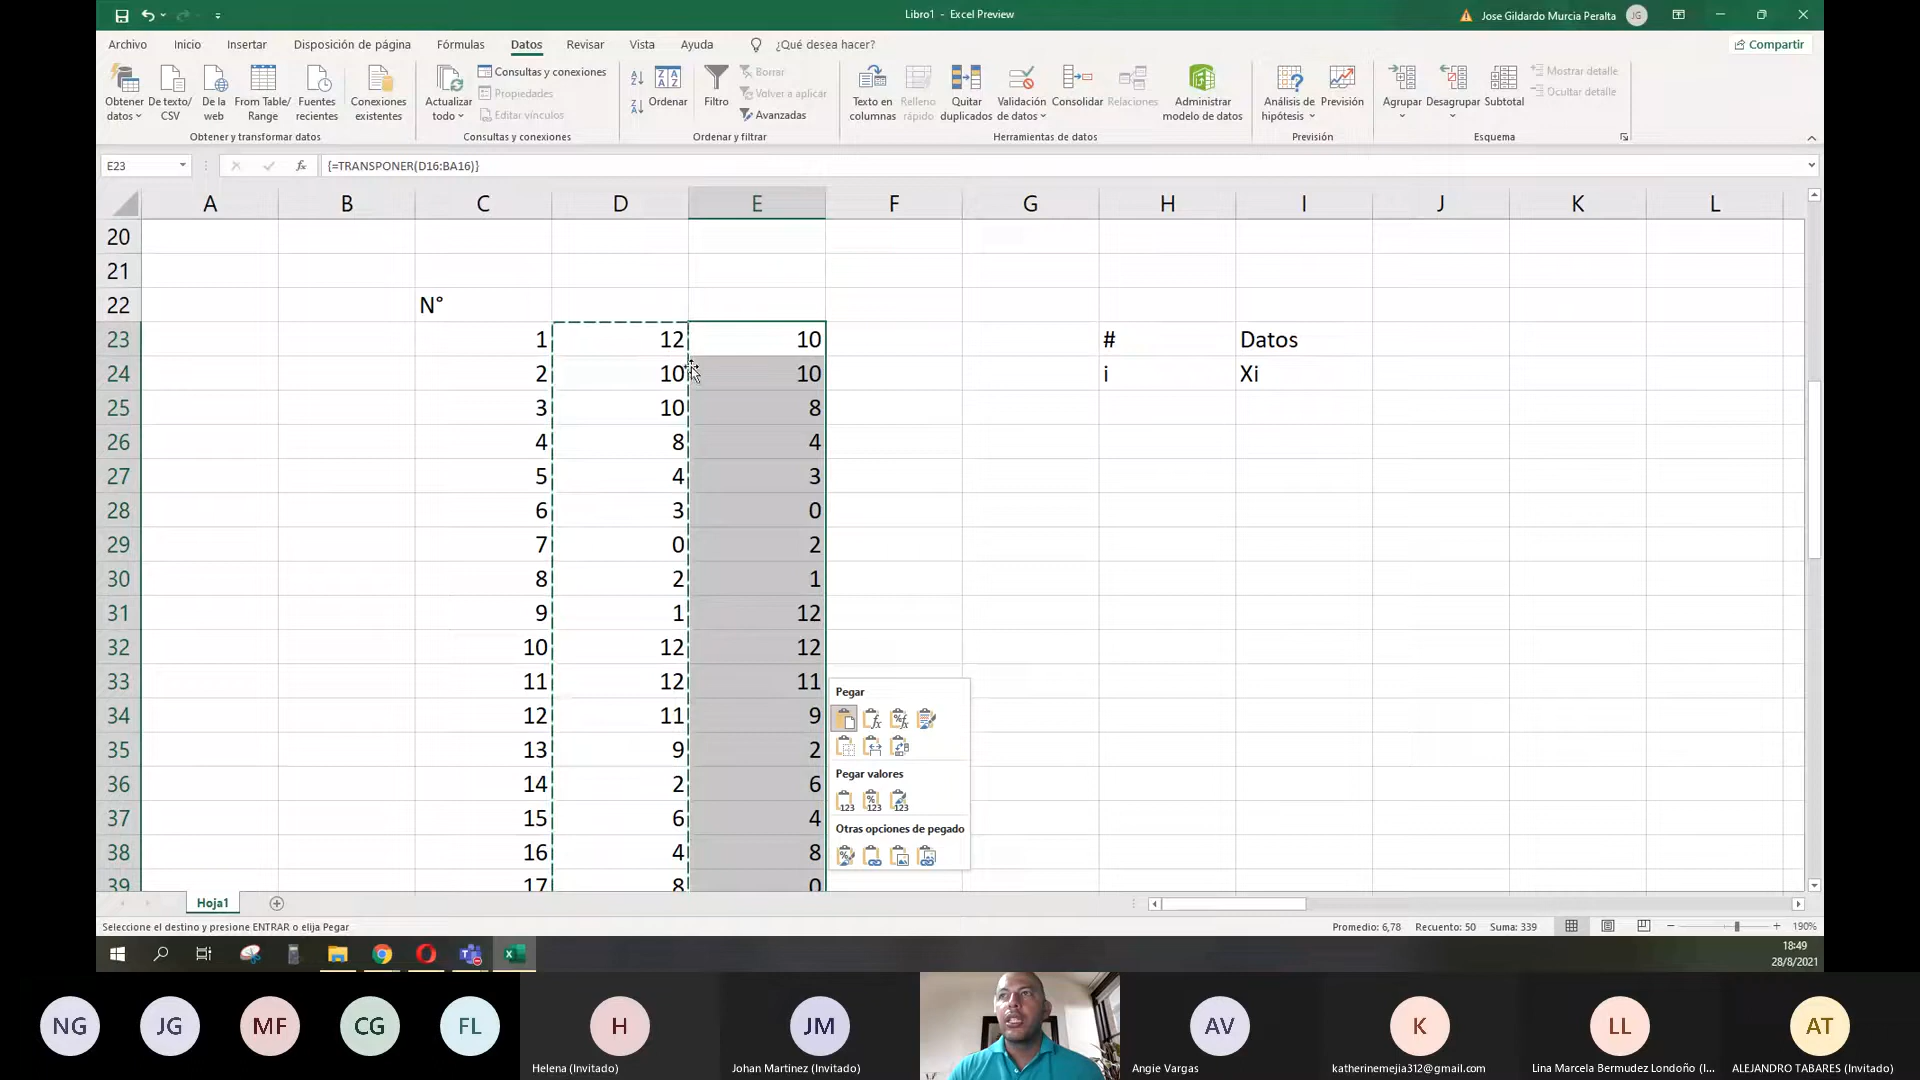 Libro1 - Excel Preview
Jose Gildardo Murcia Peralta
JG
Archivo Inicio Insertar Disposición de página Fórmulas Datos Revisar Vista Ayuda ¿Qué desea hacer? Compartir
Obtener datos
De texto/ CSV
De la web
From Table/ Range
Fuentes recientes
Conexiones existentes
Obtener y transformar datos
Actualizar todo
Consultas y conexiones
Propiedades
Editar vínculos
Consultas y conexiones
Ordenar
Filtro
Borrar
Volver a aplicar
Avanzadas
Ordenar y filtrar
Texto en columnas
Relleno rápido
Quitar duplicados
Validación de datos
Consolidar
Relaciones
Administrar modelo de datos
Herramientas de datos
Análisis de hipótesis
Previsión
Previsión
Agrupar
Desagrupar
Subtotal
Mostrar detalle
Ocultar detalle
Esquema
E23 fx {=TRANSPONER(D16:BA16)}
A B C D E F G H I J K L
20
21
22 N°
23 1 12 10 # Datos
24 2 10 10 i Xi
25 3 10 8
26 4 8 4
27 5 4 3
28 6 3 0
29 7 0 2
30 8 2 1
31 9 1 12
32 10 12 12
33 11 12 11
34 12 11 9
35 13 9 2
36 14 2 6
37 15 6 4
38 16 4 8
39 17 8 0
Pegar
Pegar valores
123 123 123
Otras opciones de pegado
Hoja1
Seleccione el destino y presione ENTRAR o elija Pegar
Promedio: 6,78 Recuento: 50 Suma: 339 190%
18:49
28/8/2021
NG JG MF CG FL H JM AV K LL AT
Helena (Invitado) Johan Martinez (Invitado) Angie Vargas katherinemejia312@gmail.com Lina Marcela Bermudez Londoño (I... ALEJANDRO TABARES (Invitado)